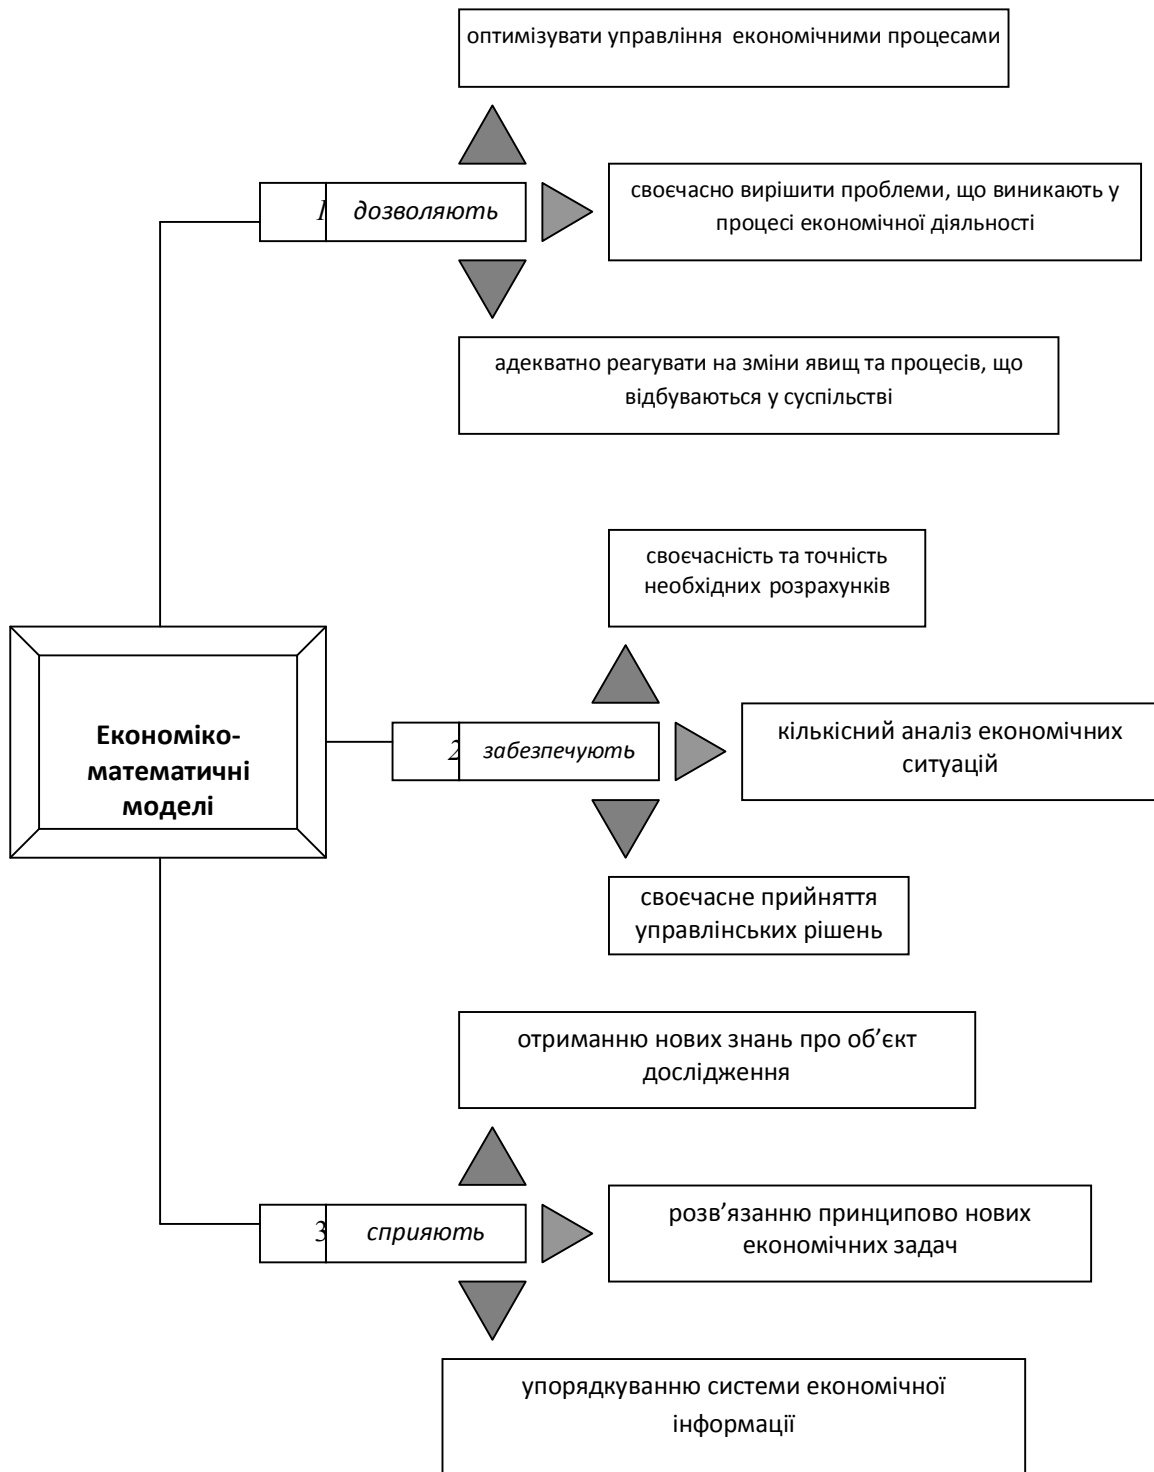 оптимізувати управління економічними процесами
1 дозволяють
своєчасно вирішити проблеми, що виникають у
процесі економічної діяльності
адекватно реагувати на зміни явищ та процесів, що
відбуваються у суспільстві
своєчасність та точність
необхідних розрахунків
Економіко-
математичні
моделі
2 забезпечують
кількісний аналіз економічних
ситуацій
своєчасне прийняття
управлінських рішень
отриманню нових знань про об’єкт
дослідження
3 сприяють
розв’язанню принципово нових
економічних задач
упорядкуванню системи економічної
інформації